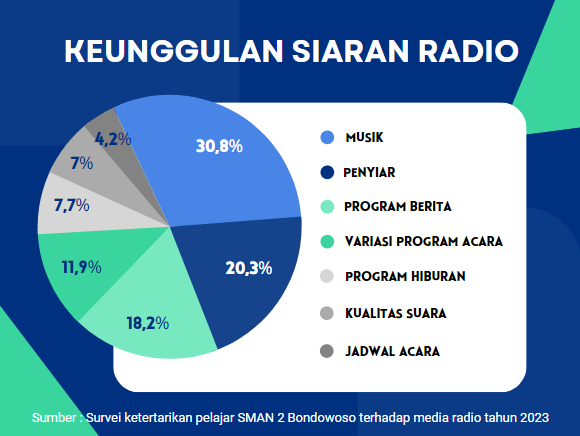 KEUNGGULAN SIARAN RADIO
4,2%
30,8%
7%
7,7%
11,9%
20,3%
18,2%
MUSIK
PENYIAR
PROGRAM BERITA
VARIASI PROGRAM ACARA
PROGRAM HIBURAN
KUALITAS SUARA
JADWAL ACARA
Sumber : Survei ketertarikan pelajar SMAN 2 Bondowoso terhadap media radio tahun 2023